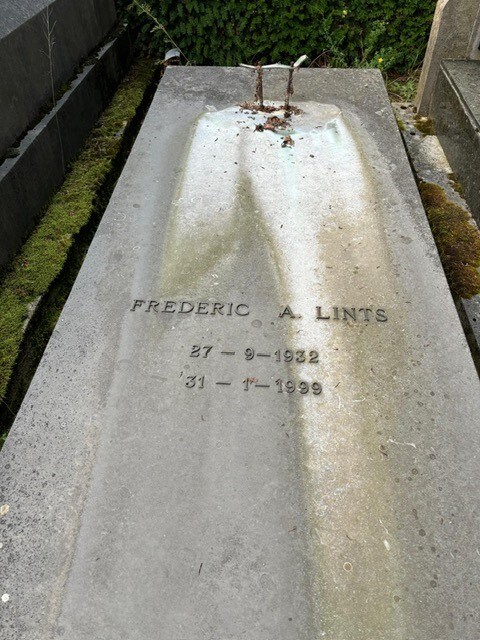 FREDERIC A. LINTS
27 - 9 - 1932
31 - 1 - 1999